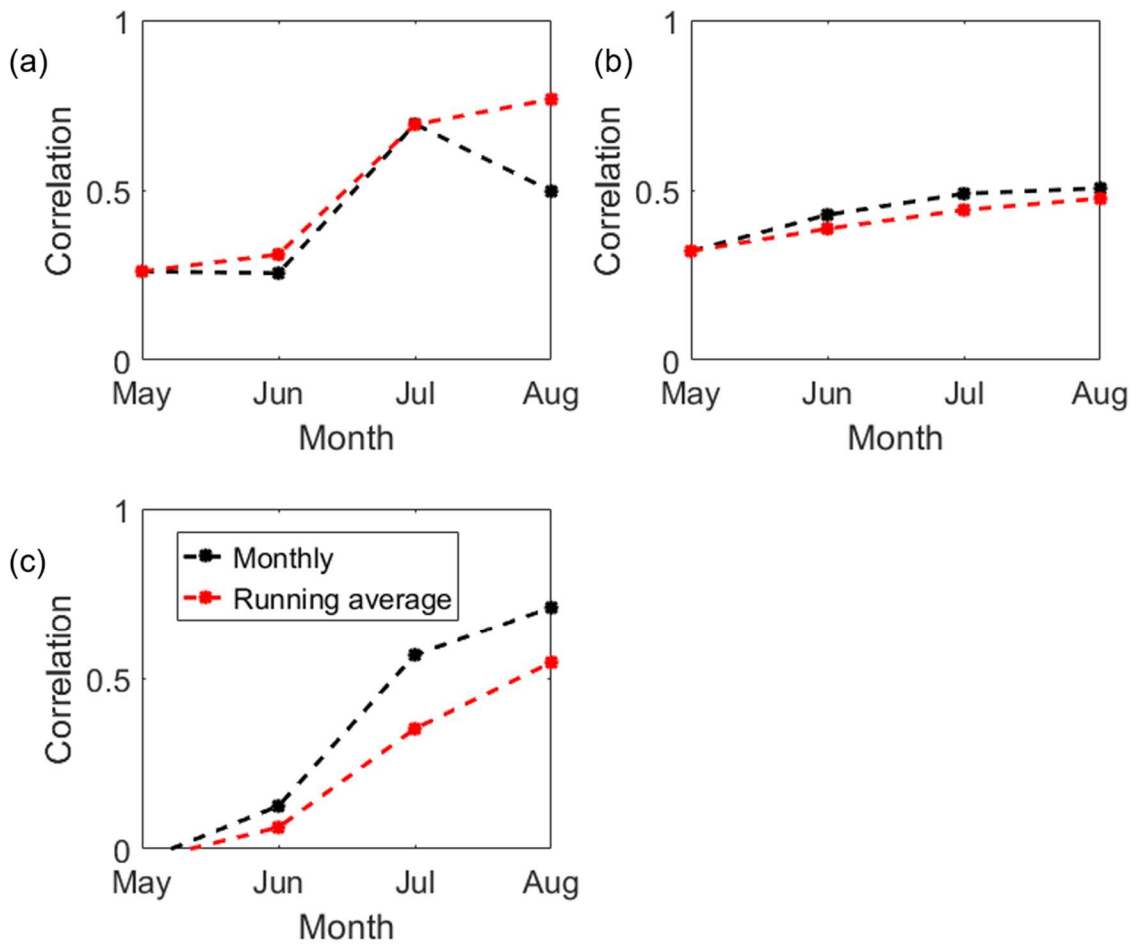 (a)
1
0.5
0
Correlation
May Jun Jul Aug
Month
(b)
1
0.5
0
Correlation
May Jun Jul Aug
Month
(c)
1
0.5
0
Correlation
Monthly
Running average
May Jun Jul Aug
Month